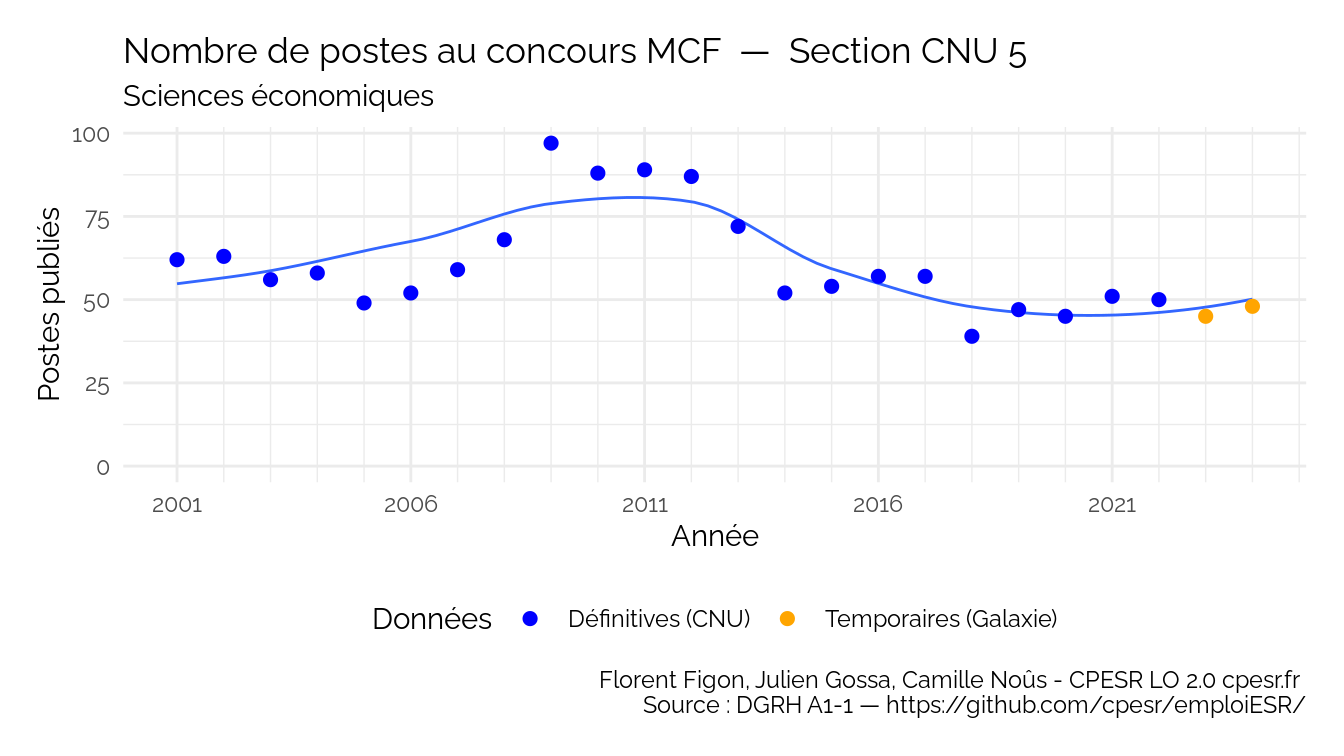 Nombre de postes au concours MCF — Section CNU 5
Sciences économiques
100
75
50
25
0
Postes publiés
2001 2006 2011 2016 2021
Année
Données Définitives (CNU) Temporaires (Galaxie)
Florent Figon, Julien Gossa, Camille Noûs - CPESR LO 2.0 cpesr.fr
Source : DGRH A1-1 — https://github.com/cpesr/emploiESR/